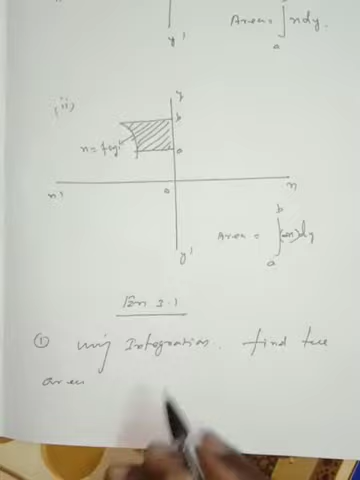 Area = ∫ x dy.
a
y'
(ii)
y
b
x = f(y)
a
x'
o
x
b
Area = ∫ (-x) dy
a
y'
Ex 3.1
① Using Integration, find the
area